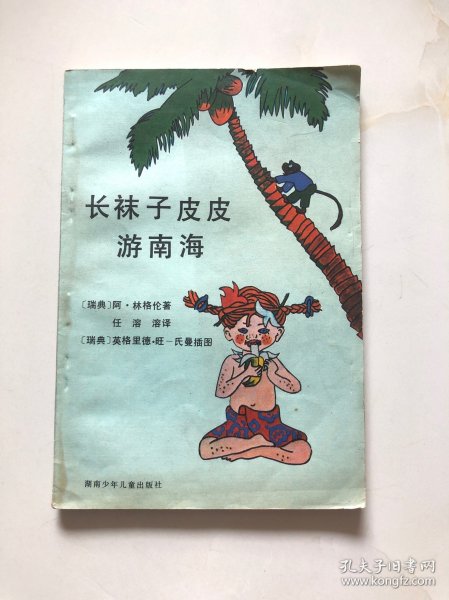 长袜子皮皮
游南海
〔瑞典〕阿·林格伦著
任溶溶译
〔瑞典〕英格里德·旺-氏曼插图
湖南少年儿童出版社
孔夫子旧书网
www.kongfz.com